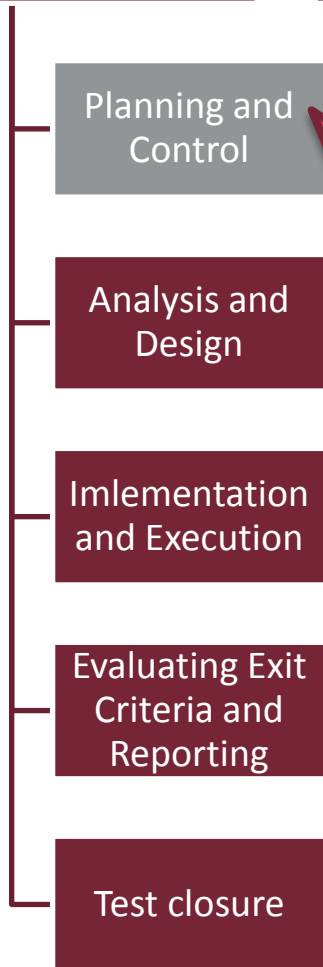 Planning and
Control
Analysis and
Design
Imlementation
and Execution
Evaluating Exit
Criteria and
Reporting
Test closure